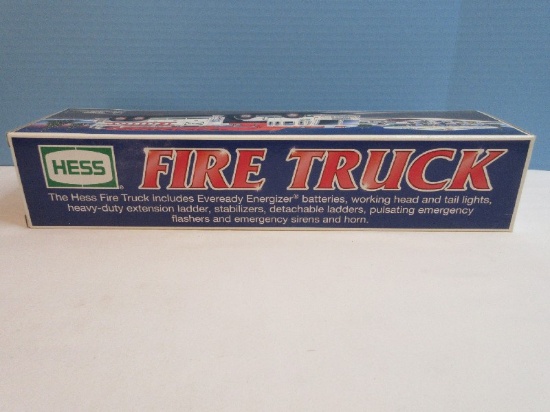 HESS
FIRE TRUCK
The Hess Fire Truck includes Eveready Energizer® batteries, working head and tail lights,
heavy-duty extension ladder, stabilizers, detachable ladders, pulsating emergency
flashers and emergency sirens and horn.